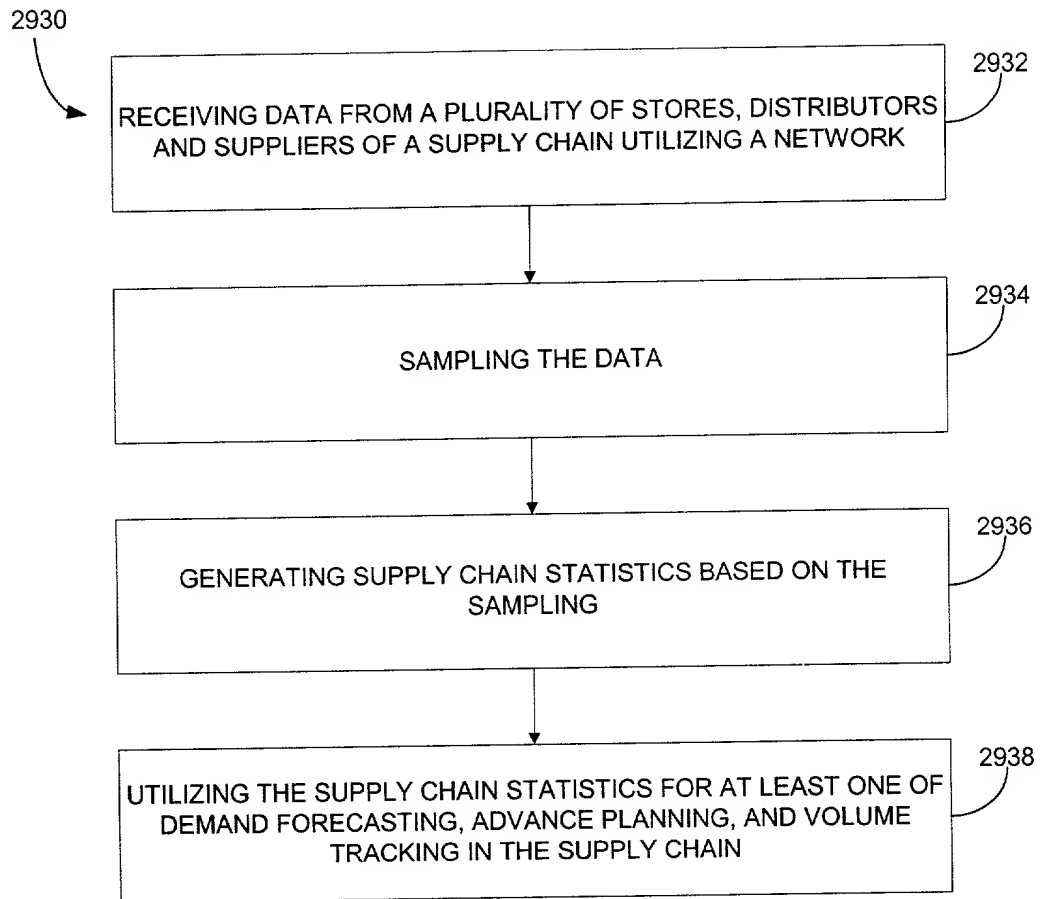 2930
2932
RECEIVING DATA FROM A PLURALITY OF STORES, DISTRIBUTORS
AND SUPPLIERS OF A SUPPLY CHAIN UTILIZING A NETWORK
2934
SAMPLING THE DATA
2936
GENERATING SUPPLY CHAIN STATISTICS BASED ON THE
SAMPLING
2938
UTILIZING THE SUPPLY CHAIN STATISTICS FOR AT LEAST ONE OF
DEMAND FORECASTING, ADVANCE PLANNING, AND VOLUME
TRACKING IN THE SUPPLY CHAIN